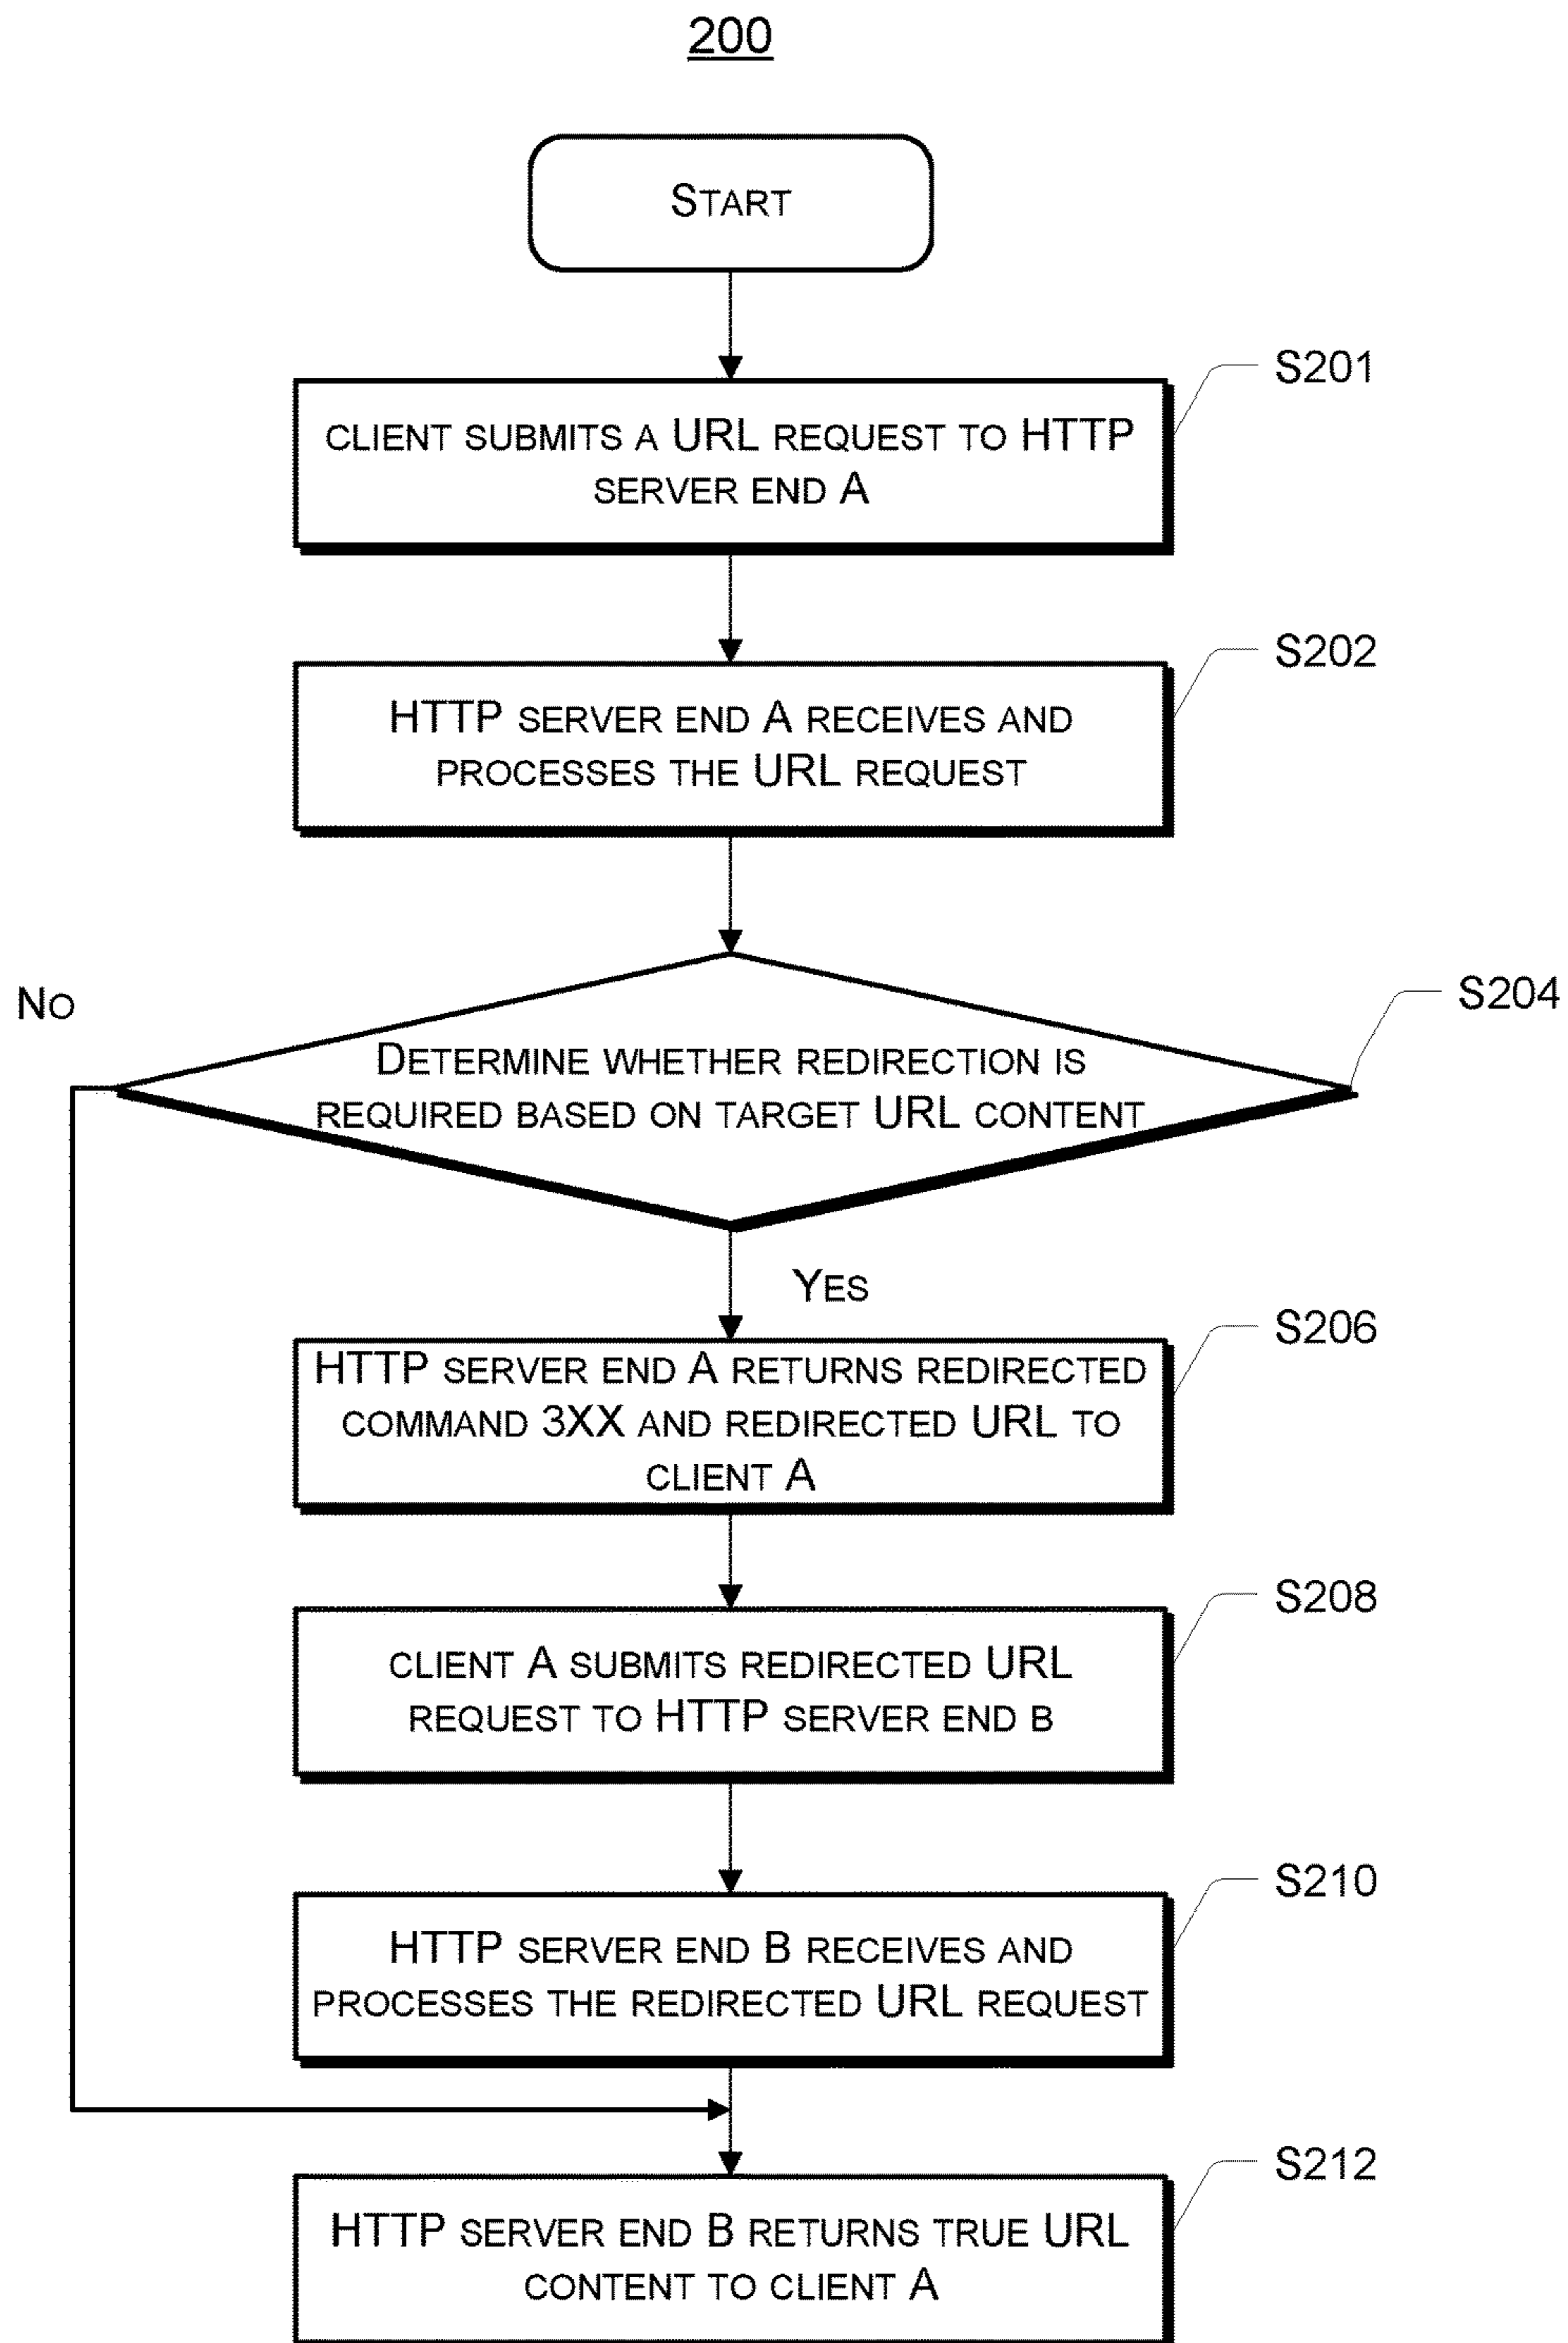 200
START
S201
CLIENT SUBMITS A URL REQUEST TO HTTP
SERVER END A
S202
HTTP SERVER END A RECEIVES AND
PROCESSES THE URL REQUEST
NO
S204
DETERMINE WHETHER REDIRECTION IS
REQUIRED BASED ON TARGET URL CONTENT
YES
S206
HTTP SERVER END A RETURNS REDIRECTED
COMMAND 3XX AND REDIRECTED URL TO
CLIENT A
S208
CLIENT A SUBMITS REDIRECTED URL
REQUEST TO HTTP SERVER END B
S210
HTTP SERVER END B RECEIVES AND
PROCESSES THE REDIRECTED URL REQUEST
S212
HTTP SERVER END B RETURNS TRUE URL
CONTENT TO CLIENT A